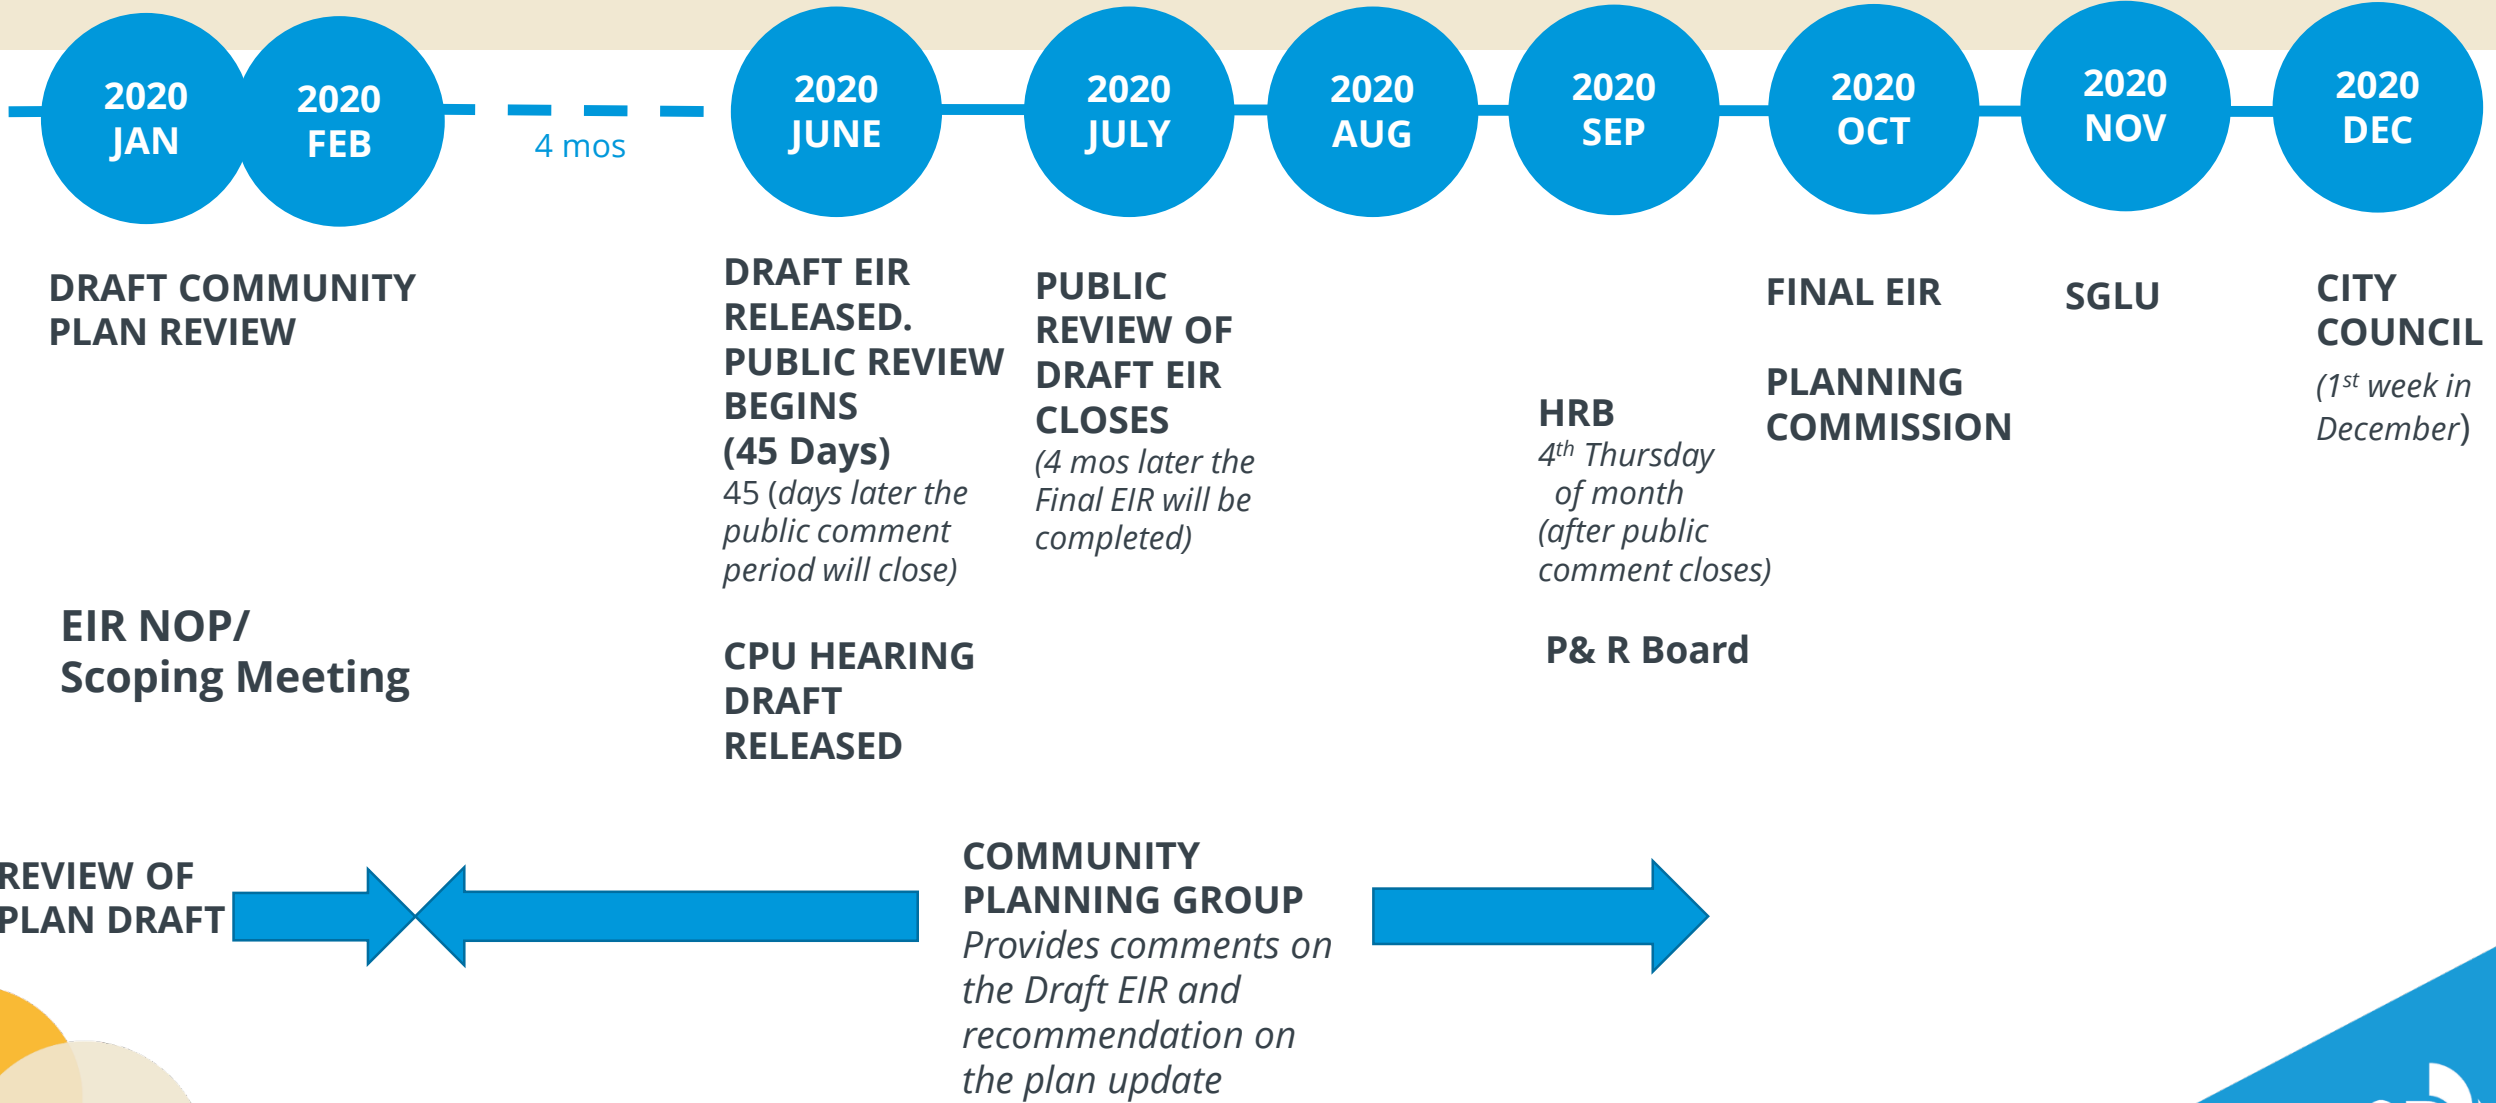 2020
JAN
2020
FEB
4 mos
2020
JUNE
2020
JULY
2020
AUG
2020
SEP
2020
OCT
2020
NOV
2020
DEC
DRAFT COMMUNITY
PLAN REVIEW
EIR NOP/
Scoping Meeting
DRAFT EIR
RELEASED.
PUBLIC REVIEW
BEGINS
(45 Days)
45 (days later the
public comment
period will close)
CPU HEARING
DRAFT
RELEASED
PUBLIC
REVIEW OF
DRAFT EIR
CLOSES
(4 mos later the
Final EIR will be
completed)
HRB
4th Thursday
of month
(after public
comment closes)
P& R Board
FINAL EIR
PLANNING
COMMISSION
SGLU
CITY
COUNCIL
(1st week in
December)
REVIEW OF
PLAN DRAFT
COMMUNITY
PLANNING GROUP
Provides comments on
the Draft EIR and
recommendation on
the plan update